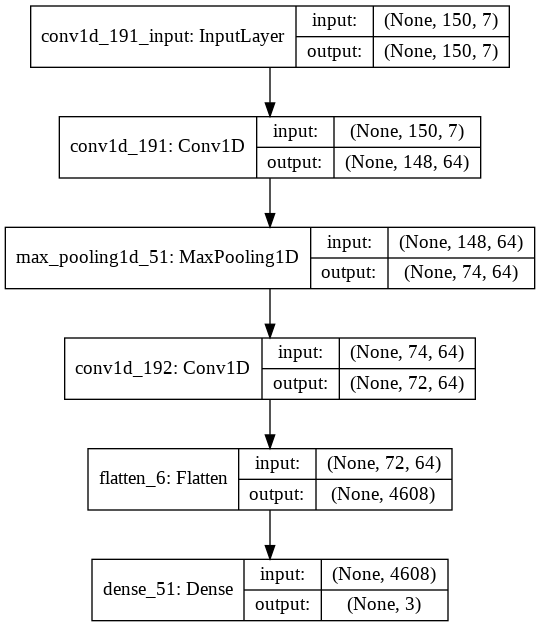 conv1d_191_input: InputLayer input: (None, 150, 7)
output: (None, 150, 7)
conv1d_191: Conv1D input: (None, 150, 7)
output: (None, 148, 64)
max_pooling1d_51: MaxPooling1D input: (None, 148, 64)
output: (None, 74, 64)
conv1d_192: Conv1D input: (None, 74, 64)
output: (None, 72, 64)
flatten_6: Flatten input: (None, 72, 64)
output: (None, 4608)
dense_51: Dense input: (None, 4608)
output: (None, 3)